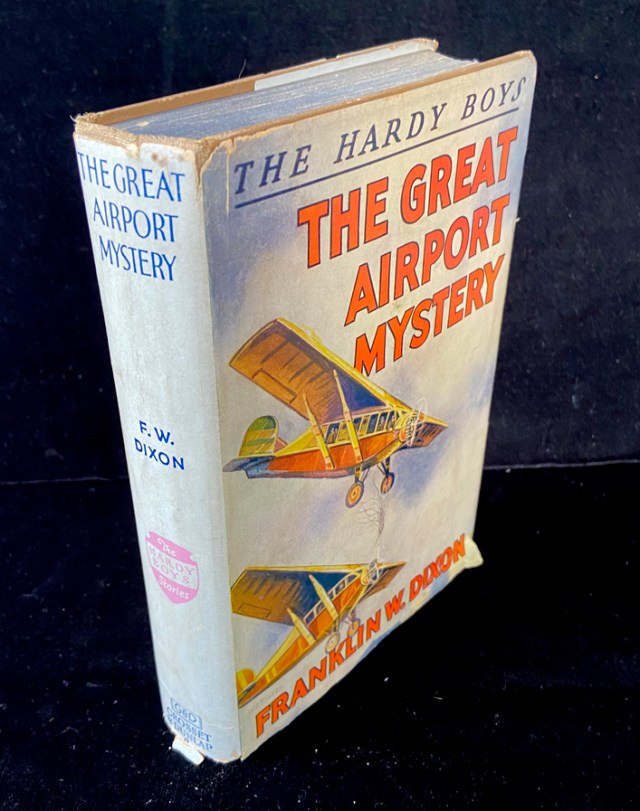 THE GREAT
AIRPORT
MYSTERY
F. W.
DIXON
The
HARDY
BOYS
Stories
G&D
GROSSET
& DUNLAP
THE HARDY BOYS
THE GREAT
AIRPORT
MYSTERY
FRANKLIN W. DIXON